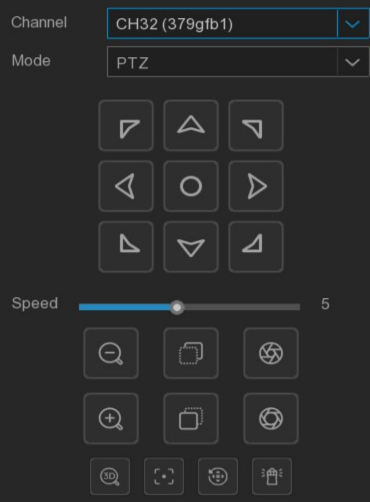 Channel CH32 (379gfb1)
Mode PTZ
Speed 5
3D